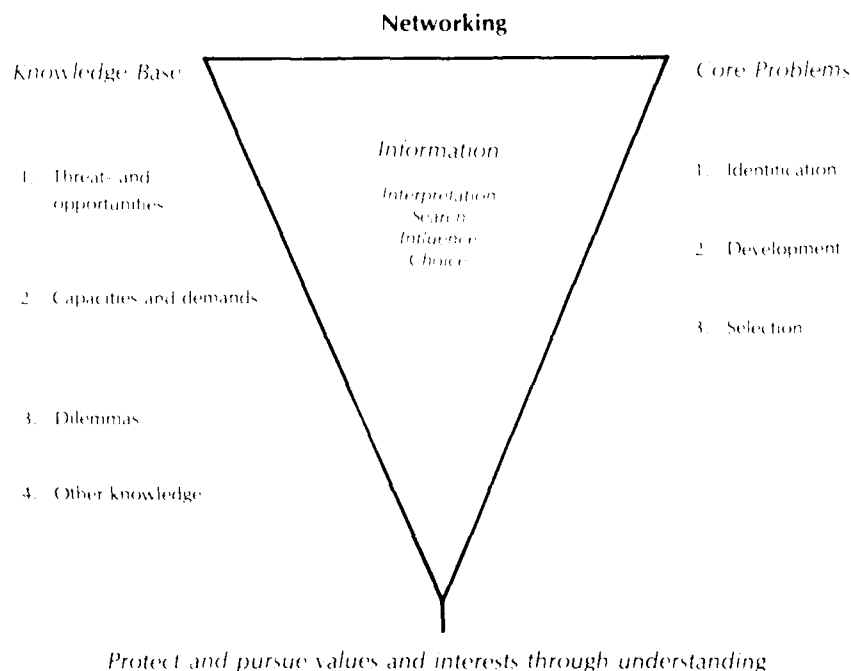 Networking
Knowledge Base
1. Threats and
opportunities
2. Capacities and demands
3. Dilemmas
4. Other knowledge
Information
Interpretation
Search
Influence
Choice
Core Problems
1. Identification
2. Development
3. Selection
Protect and pursue values and interests through understanding